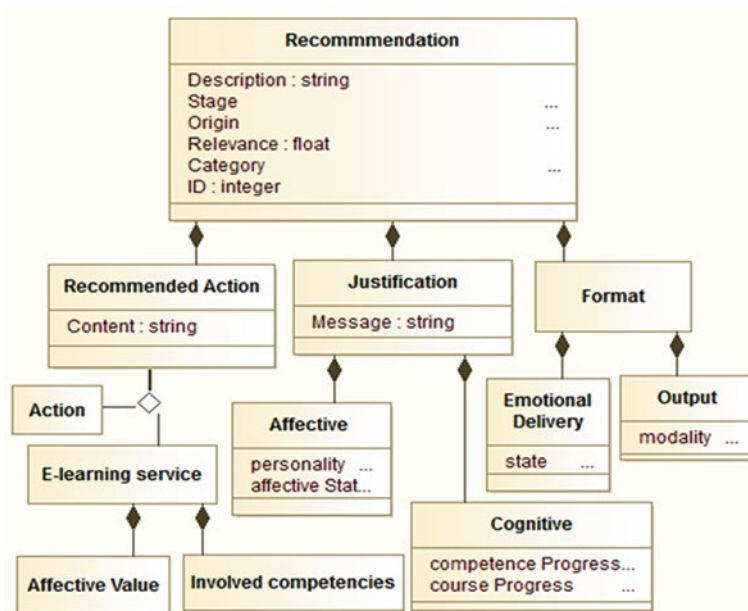 Recommmendation
Description : string
Stage ...
Origin ...
Relevance : float
Category ...
ID : integer
Recommended Action
Content : string
Justification
Message : string
Format
Action
E-learning service
Affective
personality ...
affective Stat...
Emotional
Delivery
state ...
Output
modality ...
Cognitive
competence Progress...
course Progress ...
Affective Value
Involved competencies